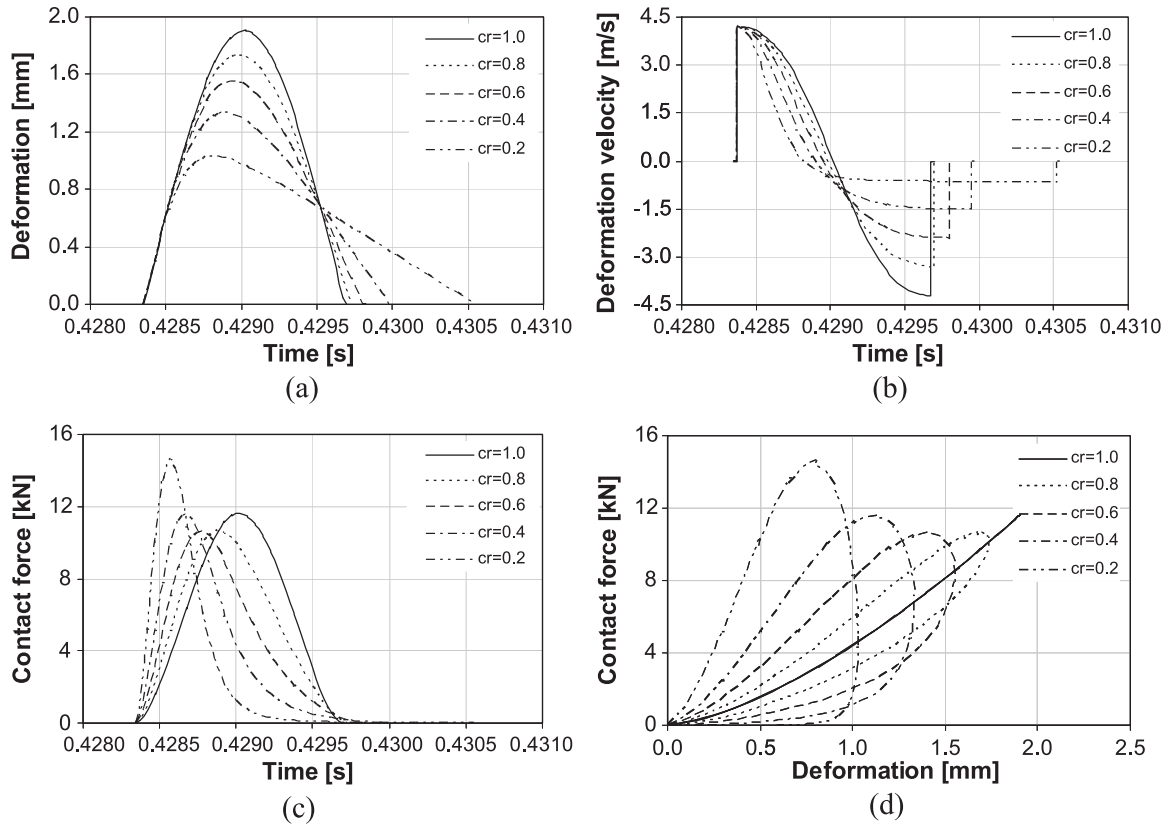 (a)
Deformation [mm]
2.0
1.6
1.2
0.8
0.4
0.0
cr=1.0
cr=0.8
cr=0.6
cr=0.4
cr=0.2
0.4280 0.4285 0.4290 0.4295 0.4300 0.4305 0.4310
Time [s]
(b)
Deformation velocity [m/s]
4.5
3.0
1.5
0.0
-1.5
-3.0
-4.5
cr=1.0
cr=0.8
cr=0.6
cr=0.4
cr=0.2
0.4280 0.4285 0.4290 0.4295 0.4300 0.4305 0.4310
Time [s]
(c)
Contact force [kN]
16
12
8
4
0
cr=1.0
cr=0.8
cr=0.6
cr=0.4
cr=0.2
0.4280 0.4285 0.4290 0.4295 0.4300 0.4305 0.4310
Time [s]
(d)
Contact force [kN]
16
12
8
4
0
cr=1.0
cr=0.8
cr=0.6
cr=0.4
cr=0.2
0.0 0.5 1.0 1.5 2.0 2.5
Deformation [mm]